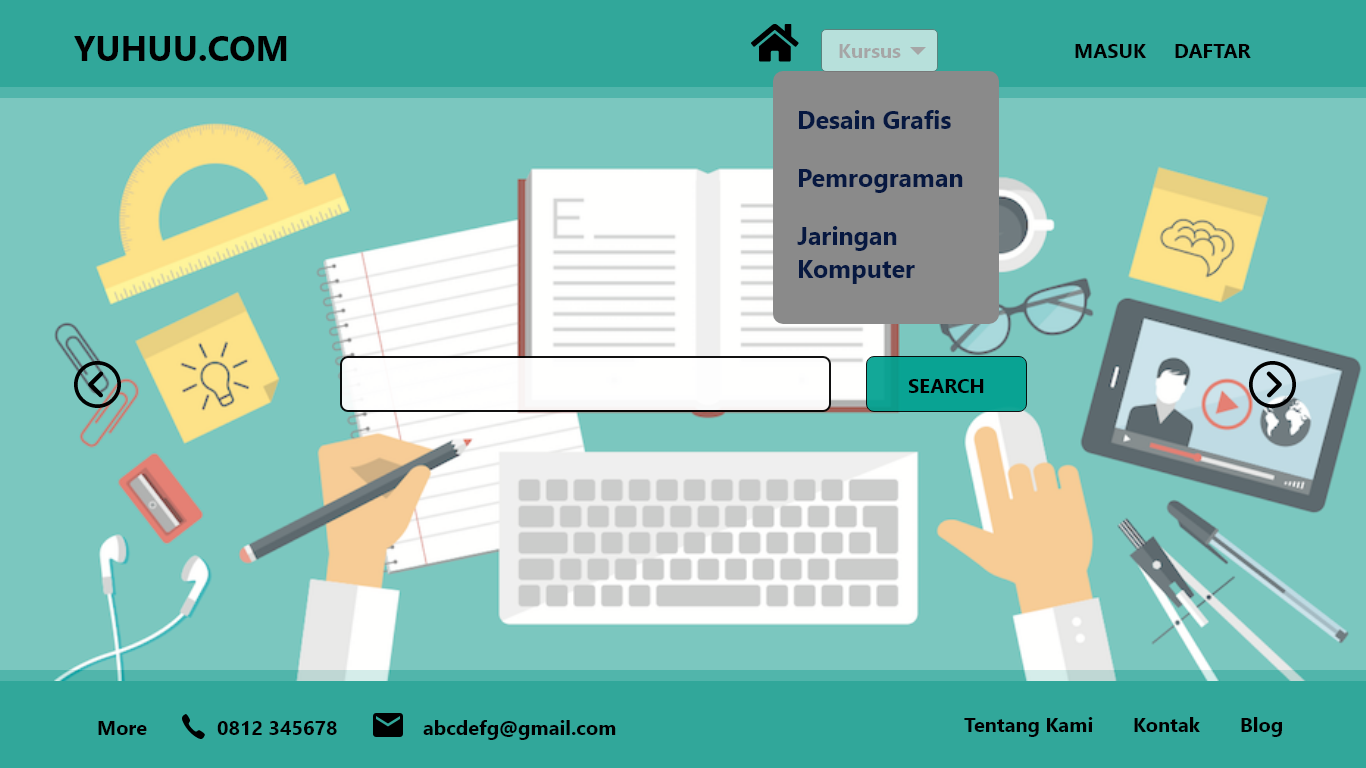 YUHUU.COM
Kursus
MASUK DAFTAR
Desain Grafis
Pemrograman
Jaringan
Komputer
E
SEARCH
More 0812 345678 abcdefg@gmail.com Tentang Kami Kontak Blog